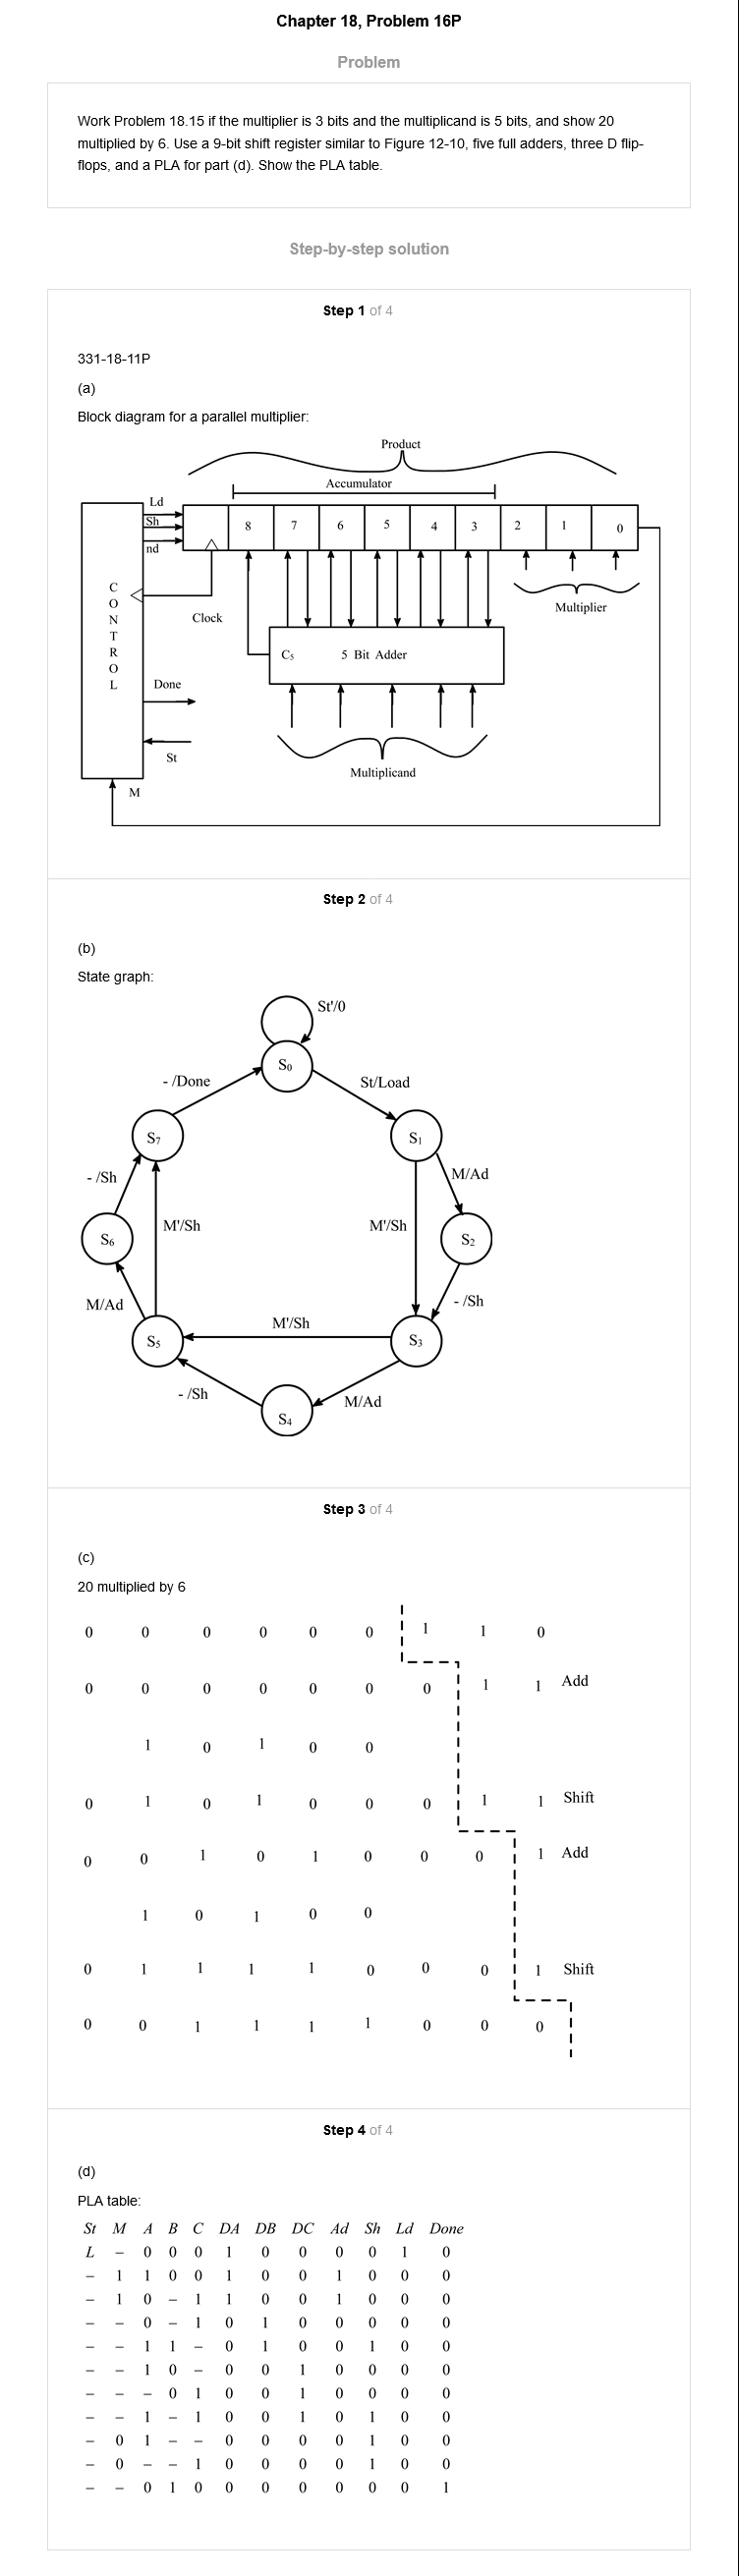 Chapter 18, Problem 16P
Problem
Work Problem 18.15 if the multiplier is 3 bits and the multiplicand is 5 bits, and show 20
multiplied by 6. Use a 9-bit shift register similar to Figure 12-10, five full adders, three D flip-
flops, and a PLA for part (d). Show the PLA table.
Step-by-step solution
Step 1 of 4
331-18-11P
(a)
Block diagram for a parallel multiplier:
Product
Accumulator
Ld
Sh
nd
8 7 6 5 4 3 2 1 0
CONTROL
Clock
Multiplier
C5 5 Bit Adder
Done
St
Multiplicand
M
Step 2 of 4
(b)
State graph:
St'/0
S0
- /Done
St/Load
S7
S1
- /Sh
M/Ad
M'/Sh
M'/Sh
S6
S2
M/Ad
- /Sh
M'/Sh
S5
S3
- /Sh
M/Ad
S4
Step 3 of 4
(c)
20 multiplied by 6
0 0 0 0 0 0 1 1 0
0 0 0 0 0 0 0 1 1 Add
1 0 1 0 0
0 1 0 1 0 0 0 1 1 Shift
0 0 1 0 1 0 0 0 1 Add
1 0 1 0 0
0 1 1 1 1 0 0 0 1 Shift
0 0 1 1 1 1 0 0 0
Step 4 of 4
(d)
PLA table:
St M A B C DA DB DC Ad Sh Ld Done
L – 0 0 0 1 0 0 0 0 1 0
– 1 1 0 0 1 0 0 1 0 0 0
– 1 0 – 1 1 0 0 1 0 0 0
– – 0 – 1 0 1 0 0 0 0 0
– – 1 1 – 0 1 0 0 1 0 0
– – 1 0 – 0 0 1 0 0 0 0
– – – 0 1 0 0 1 0 0 0 0
– – 1 – 1 0 0 1 0 1 0 0
– 0 1 – – 0 0 0 0 1 0 0
– 0 – – 1 0 0 0 0 1 0 0
– – 0 1 0 0 0 0 0 0 0 1